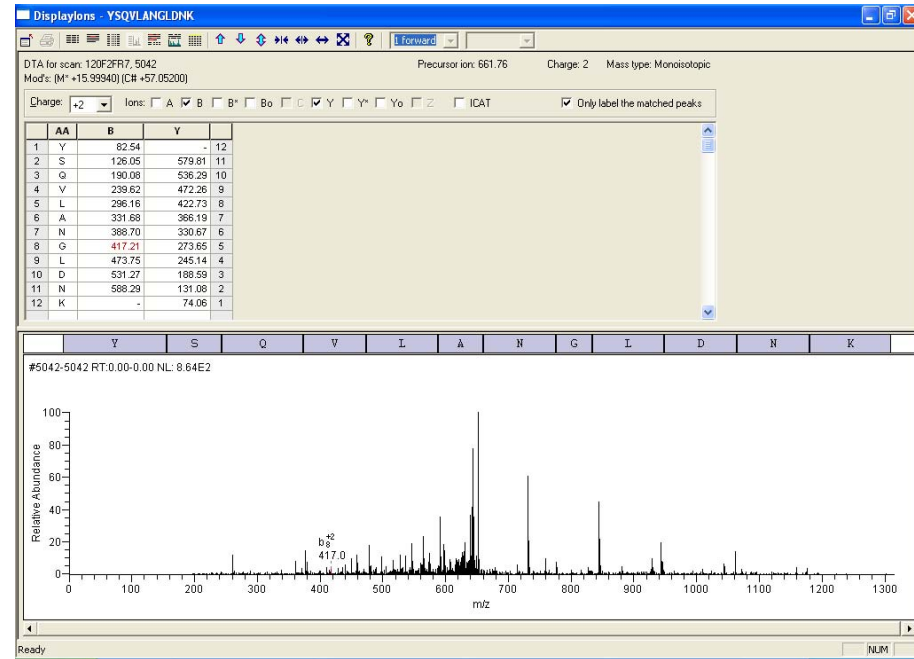 DisplayIons - YSQVLANGLDNK
1 forward
DTA for scan: 120F2FR7, 5042 Precursor ion: 661.76 Charge: 2 Mass type: Monoisotopic
Mod's: (M* +15.99940) (C# +57.05200)
Charge: +2 Ions: A B B* Bo C Y Y* Yo Z ICAT Only label the matched peaks
AA B Y
1 Y 82.54 - 12
2 S 126.05 579.81 11
3 Q 190.08 536.29 10
4 V 239.62 472.26 9
5 L 296.16 422.73 8
6 A 331.68 366.19 7
7 N 388.70 330.67 6
8 G 417.21 273.65 5
9 L 473.75 245.14 4
10 D 531.27 188.59 3
11 N 588.29 131.08 2
12 K - 74.06 1
Y S Q V L A N G L D N K
#5042-5042 RT:0.00-0.00 NL: 8.64E2
100
80
60
40
20
0
Relative Abundance
b8+2
417.0
0 100 200 300 400 500 600 700 800 900 1000 1100 1200 1300
m/z
Ready NUM